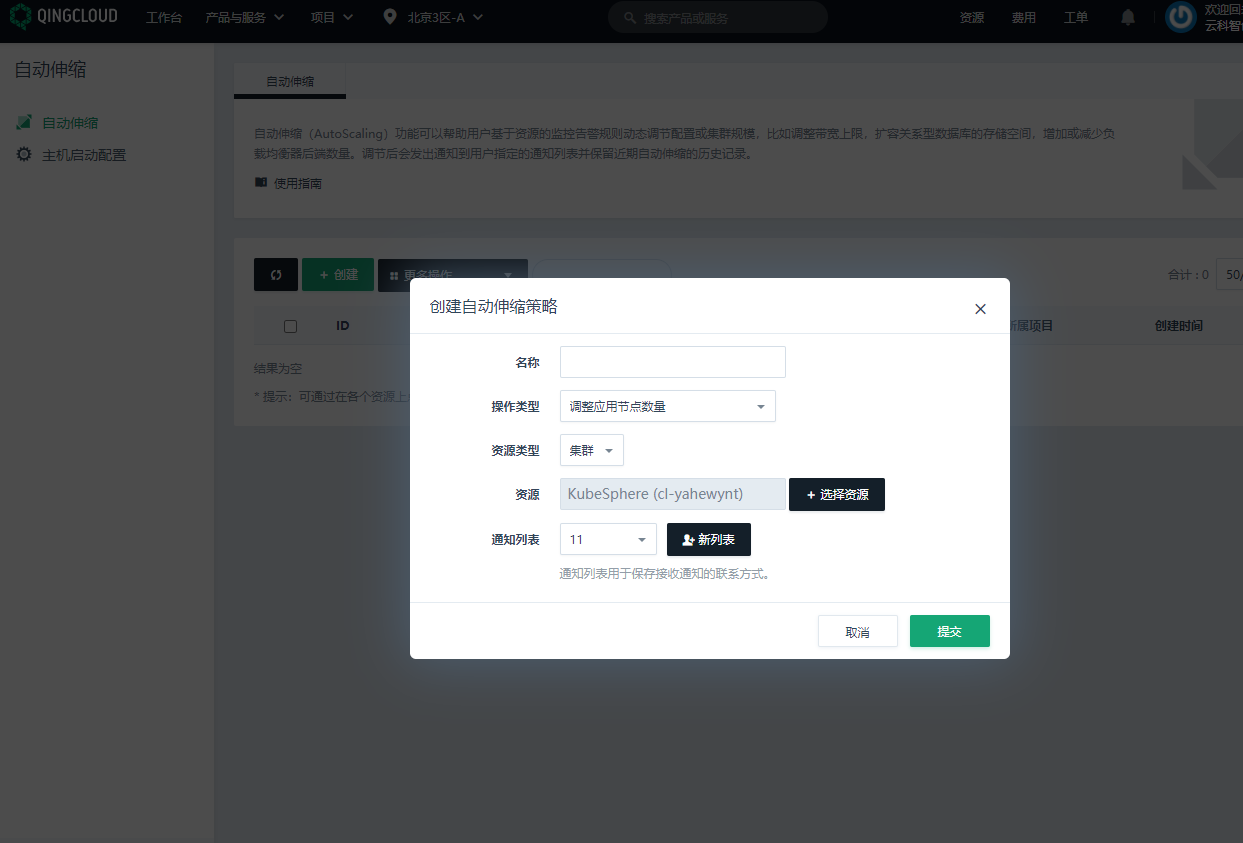 QINGCLOUD 工作台 产品与服务 项目 北京3区-A 搜索产品或服务 资源 费用 工单 欢迎回
云科智
自动伸缩
自动伸缩
主机启动配置
自动伸缩
自动伸缩（AutoScaling）功能可以帮助用户基于资源的监控告警规则动态调节配置或集群规模，比如调整带宽上限，扩容关系型数据库的存储空间，增加或减少负
载均衡器后端数量。调节后会发出通知到用户指定的通知列表并保留近期自动伸缩的历史记录。
使用指南
+ 创建 更多操作 合计：0 50/
ID 所属项目 创建时间
结果为空
* 提示：可通过在各个资源上
创建自动伸缩策略
名称
操作类型 调整应用节点数量
资源类型 集群
资源 KubeSphere (cl-yahewynt) + 选择资源
通知列表 11 新列表
通知列表用于保存接收通知的联系方式。
取消 提交